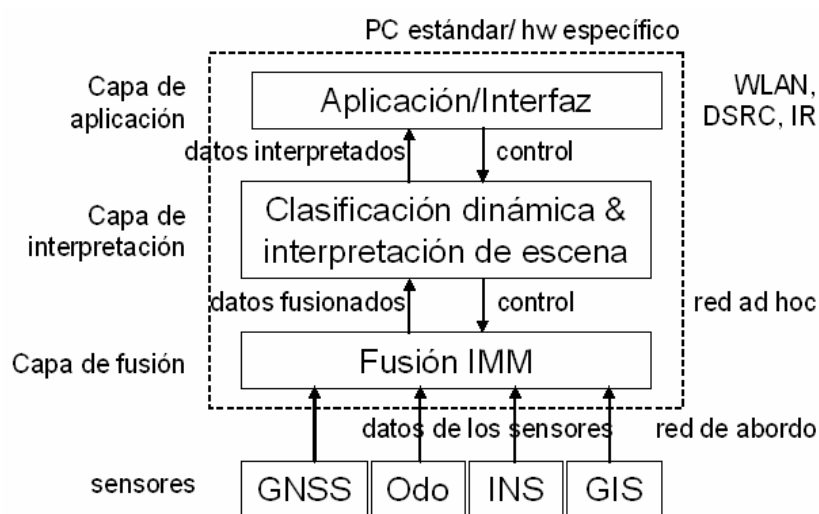 PC estándar/ hw específico
Capa de
aplicación
Aplicación/Interfaz
WLAN,
DSRC, IR
datos interpretados
control
Capa de
interpretación
Clasificación dinámica &
interpretación de escena
datos fusionados
control
red ad hoc
Capa de fusión
Fusión IMM
datos de los sensores
red de abordo
sensores
GNSS
Odo
INS
GIS